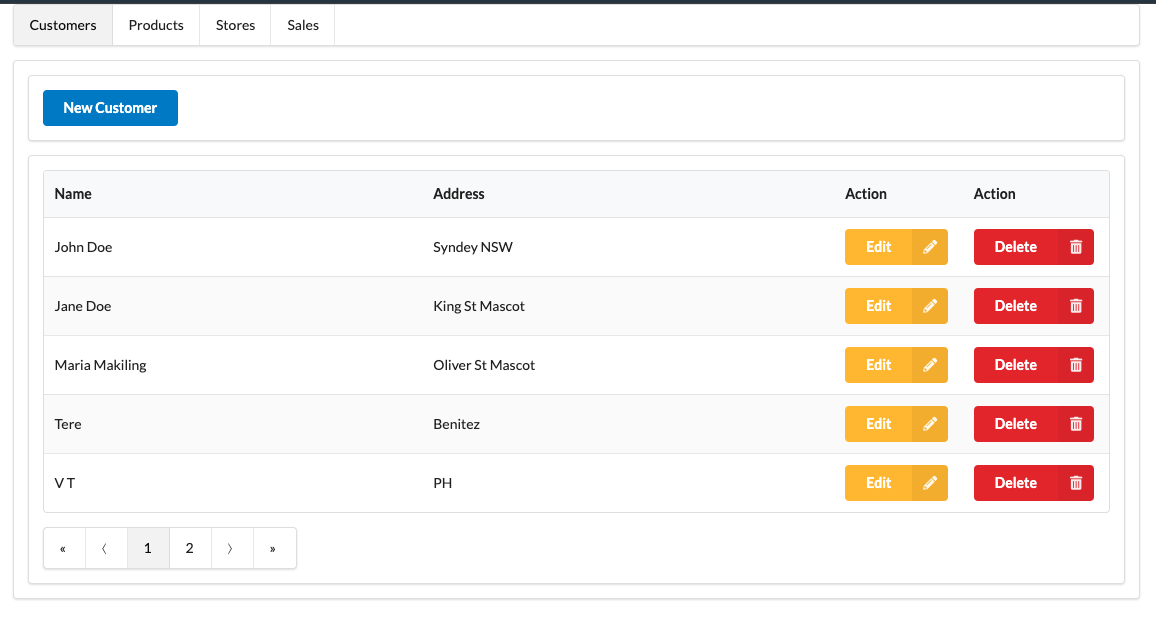 Customers Products Stores Sales
New Customer
Name Address Action Action
John Doe Syndey NSW Edit Delete
Jane Doe King St Mascot Edit Delete
Maria Makiling Oliver St Mascot Edit Delete
Tere Benitez Edit Delete
V T PH Edit Delete
« ⟨ 1 2 ⟩ »